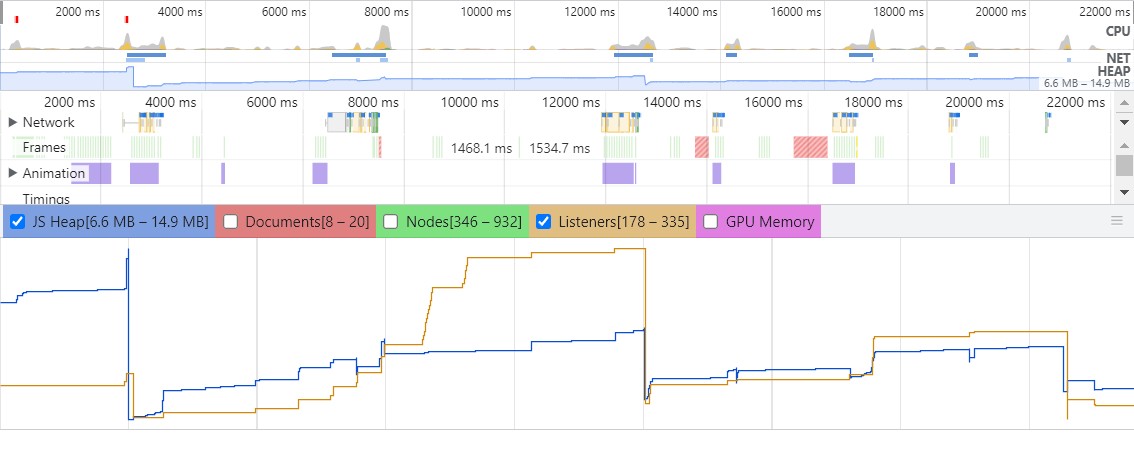 2000 ms 4000 ms 6000 ms 8000 ms 10000 ms 12000 ms 14000 ms 16000 ms 18000 ms 20000 ms 22000 ms
CPU
NET
HEAP
6.6 MB – 14.9 MB
2000 ms 4000 ms 6000 ms 8000 ms 10000 ms 12000 ms 14000 ms 16000 ms 18000 ms 20000 ms 22000 ms
Network
Frames 1468.1 ms 1534.7 ms
Animation
Timings
JS Heap[6.6 MB – 14.9 MB] Documents[8 – 20] Nodes[346 – 932] Listeners[178 – 335] GPU Memory